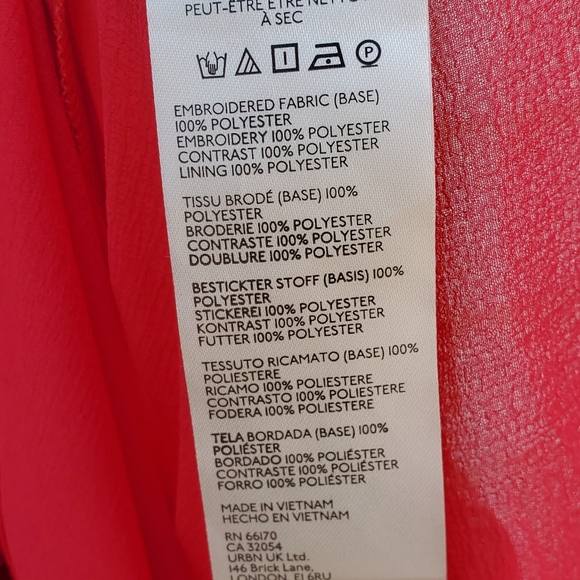 PEUT-ÊTRE ÊTRE NETTOY
À SEC
P
EMBROIDERED FABRIC (BASE)
100% POLYESTER
EMBROIDERY 100% POLYESTER
CONTRAST 100% POLYESTER
LINING 100% POLYESTER
TISSU BRODÉ (BASE) 100%
POLYESTER
BRODERIE 100% POLYESTER
CONTRASTE 100% POLYESTER
DOUBLURE 100% POLYESTER
BESTICKTER STOFF (BASIS) 100%
POLYESTER
STICKEREI 100% POLYESTER
KONTRAST 100% POLYESTER
FUTTER 100% POLYESTER
TESSUTO RICAMATO (BASE) 100%
POLIESTERE
RICAMO 100% POLIESTERE
CONTRASTO 100% POLIESTERE
FODERA 100% POLIESTERE
TELA BORDADA (BASE) 100%
POLIÉSTER
BORDADO 100% POLIÉSTER
CONTRASTE 100% POLIÉSTER
FORRO 100% POLIÉSTER
MADE IN VIETNAM
HECHO EN VIETNAM
RN 66170
CA 32054
URBN UK Ltd.
146 Brick Lane,
LONDON, E1 6RU